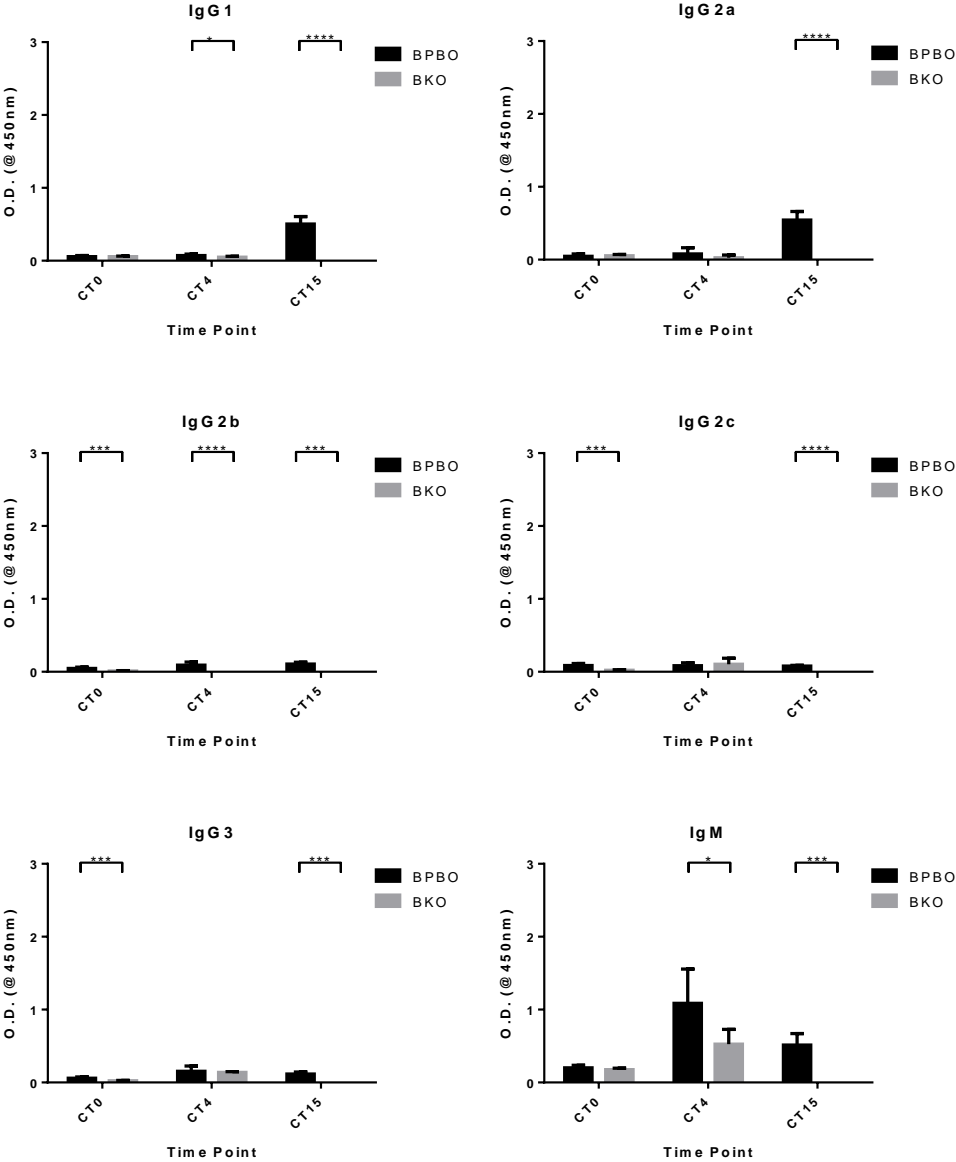 IgG1
* ****
3
2
1
0
O.D. (@450nm)
BPBO
BKO
CT0 CT4 CT15
Time Point
IgG2a
****
3
2
1
0
O.D. (@450nm)
BPBO
BKO
CT0 CT4 CT15
Time Point
IgG2b
*** **** ***
3
2
1
0
O.D. (@450nm)
BPBO
BKO
CT0 CT4 CT15
Time Point
IgG2c
*** ****
3
2
1
0
O.D. (@450nm)
BPBO
BKO
CT0 CT4 CT15
Time Point
IgG3
*** ***
3
2
1
0
O.D. (@450nm)
BPBO
BKO
CT0 CT4 CT15
Time Point
IgM
* ***
3
2
1
0
O.D. (@450nm)
BPBO
BKO
CT0 CT4 CT15
Time Point